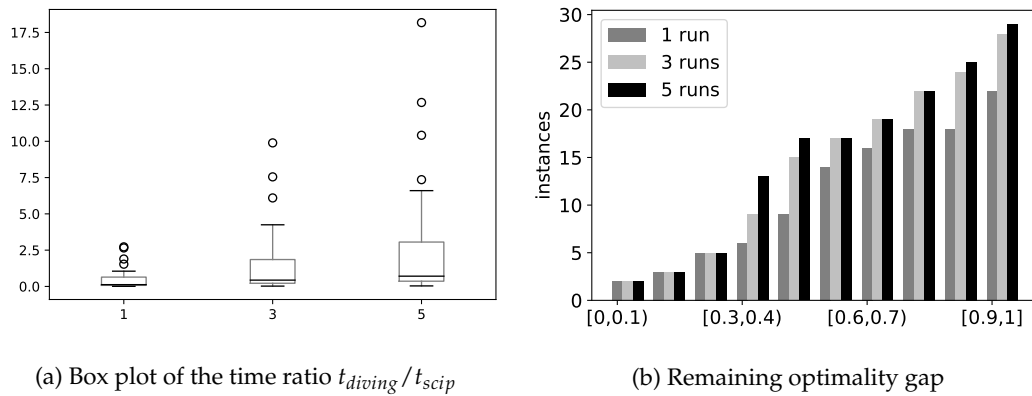 17.5
15.0
12.5
10.0
7.5
5.0
2.5
0.0
1 3 5
(a) Box plot of the time ratio t_diving/t_scip
30
25
20
15
10
5
0
instances
1 run
3 runs
5 runs
[0,0.1) [0.3,0.4) [0.6,0.7) [0.9,1]
(b) Remaining optimality gap